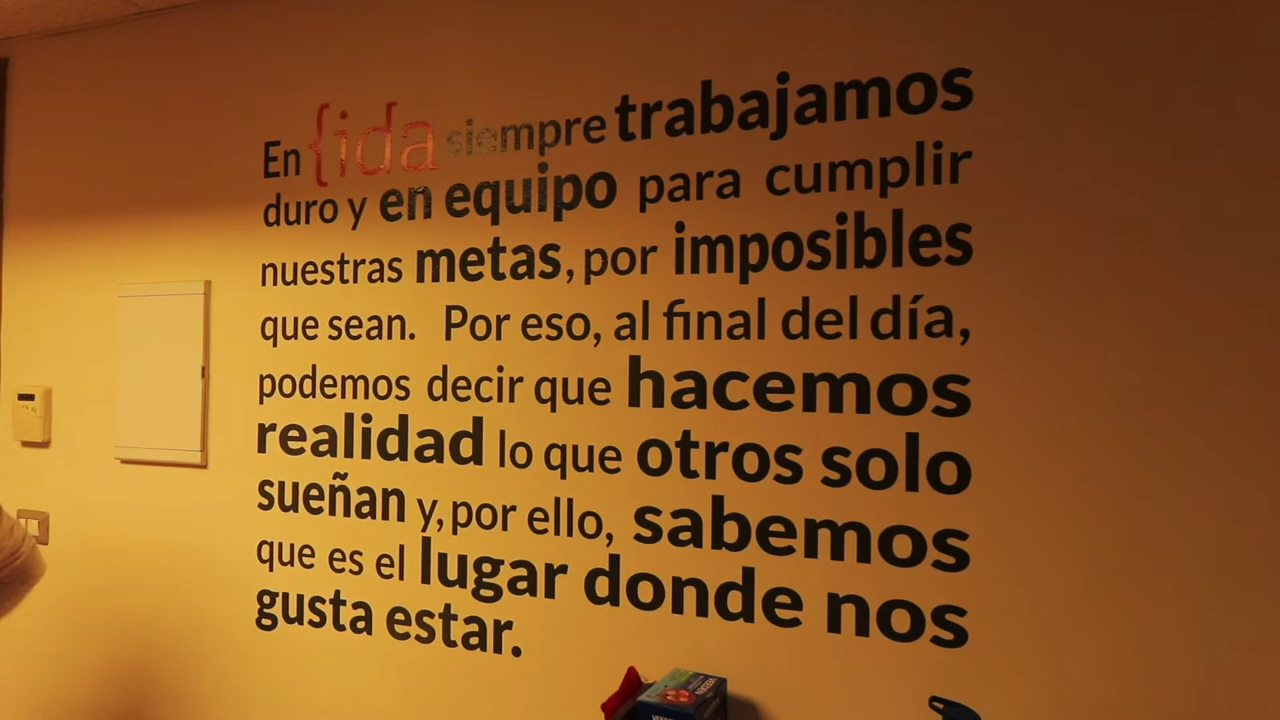 En {ida siempre trabajamos
duro y en equipo para cumplir
nuestras metas, por imposibles
que sean. Por eso, al final del día,
podemos decir que hacemos
realidad lo que otros solo
sueñan y, por ello, sabemos
que es el lugar donde nos
gusta estar.